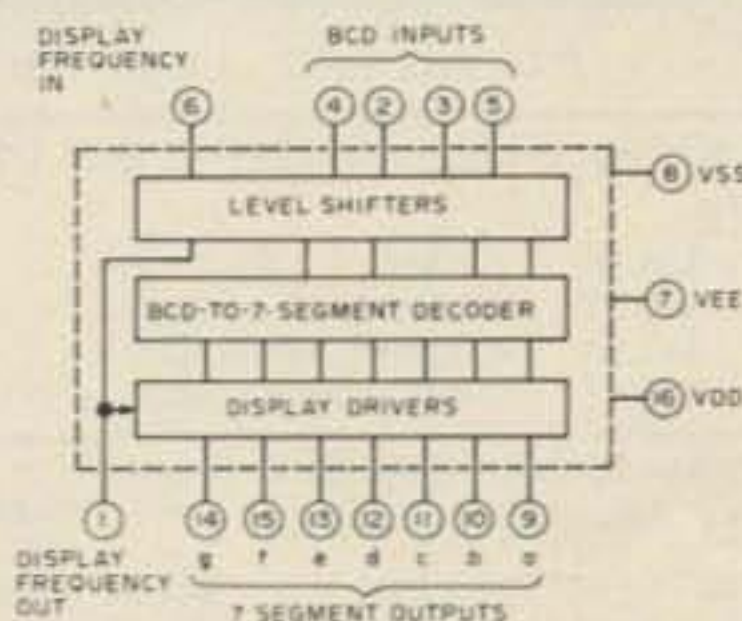 DISPLAY
FREQUENCY
IN
BCD INPUTS
6 4 2 3 5
8 VSS
LEVEL SHIFTERS
7 VEE
BCD-TO-7-SEGMENT DECODER
16 VDD
DISPLAY DRIVERS
1 14 15 13 12 11 10 9
g f e d c b a
DISPLAY
FREQUENCY
OUT
7 SEGMENT OUTPUTS